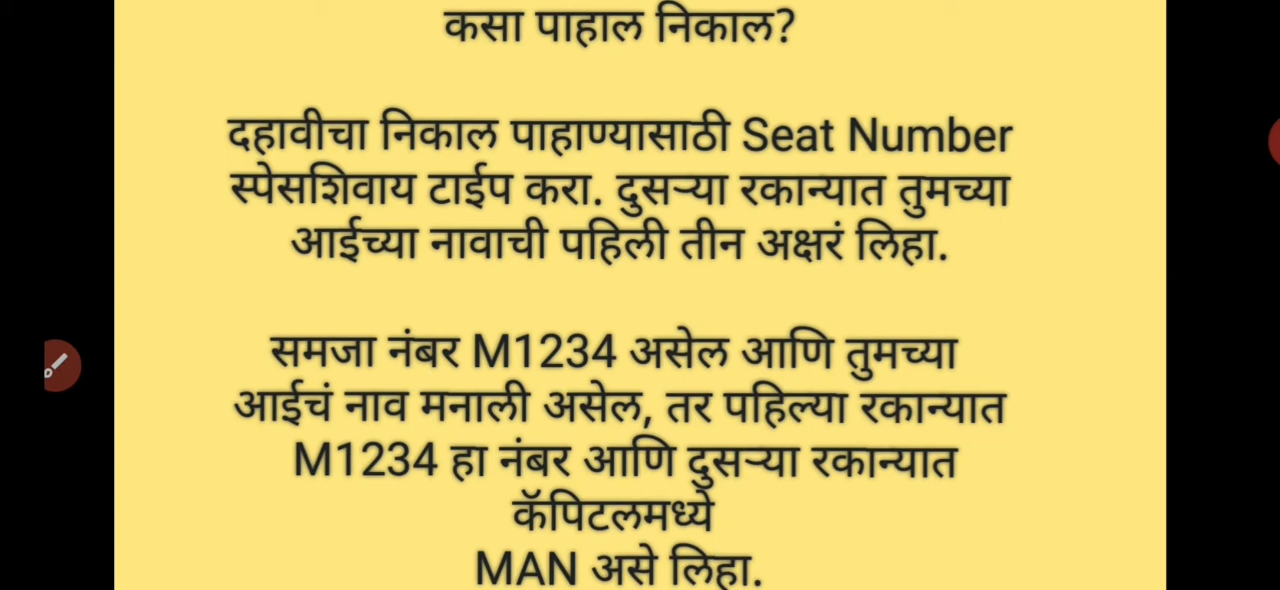 कसा पाहाल निकाल?
दहावीचा निकाल पाहाण्यासाठी Seat Number
स्पेसशिवाय टाईप करा. दुसऱ्या रकान्यात तुमच्या
आईच्या नावाची पहिली तीन अक्षरं लिहा.
समजा नंबर M1234 असेल आणि तुमच्या
आईचं नाव मनाली असेल, तर पहिल्या रकान्यात
M1234 हा नंबर आणि दुसऱ्या रकान्यात
कॅपिटलमध्ये
MAN असे लिहा.